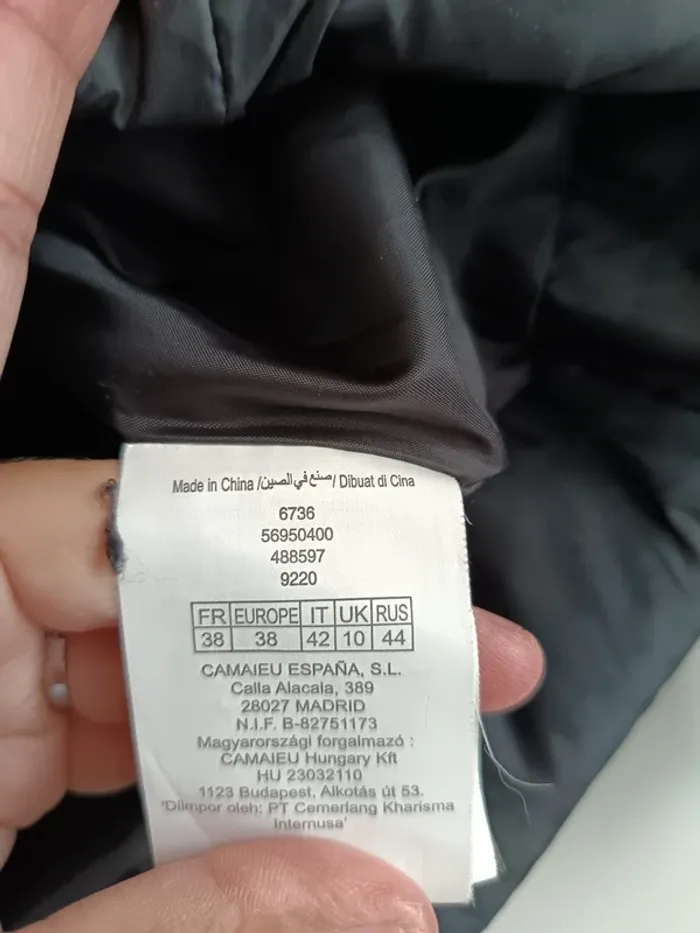 Made in China / صنع في الصين / Dibuat di Cina
6736
56950400
488597
9220
FR EUROPE IT UK RUS
38 38 42 10 44
CAMAIEU ESPAÑA, S.L.
Calla Alacala, 389
28027 MADRID
N.I.F. B-82751173
Magyarországi forgalmazó :
CAMAIEU Hungary Kft
HU 23032110
1123 Budapest, Alkotás út 53.
'Diimpor oleh: PT Cemerlang Kharisma
Internusa'